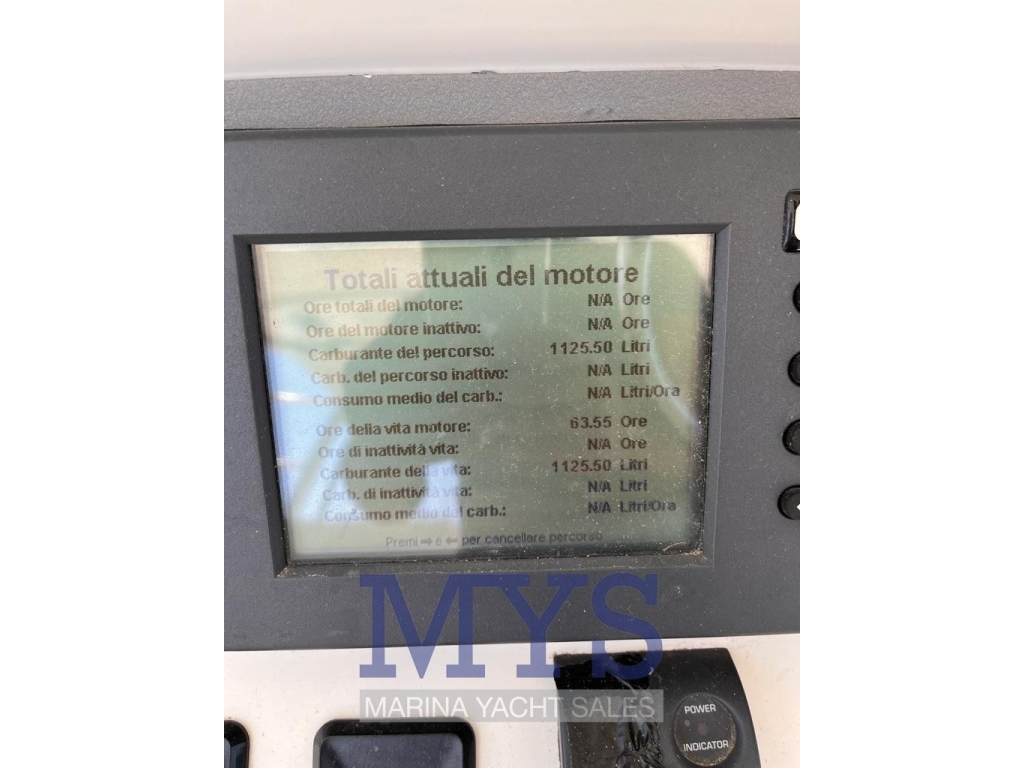 Totali attuali del motore
Ore totali del motore: N/A Ore
Ore del motore inattivo: N/A Ore
Carburante del percorso: 1125.50 Litri
Carb. del percorso inattivo: N/A Litri
Consumo medio del carb.: N/A Litri/Ora
Ore della vita motore: 63.55 Ore
Ore di inattività vita: N/A Ore
Carburante della vita: 1125.50 Litri
Carb. di inattività vita: N/A Litri
Consumo medio del carb.: N/A Litri/Ora
Premi ➡ e ⬅ per cancellare percorso
MYS
MARINA YACHT SALES
POWER
INDICATOR